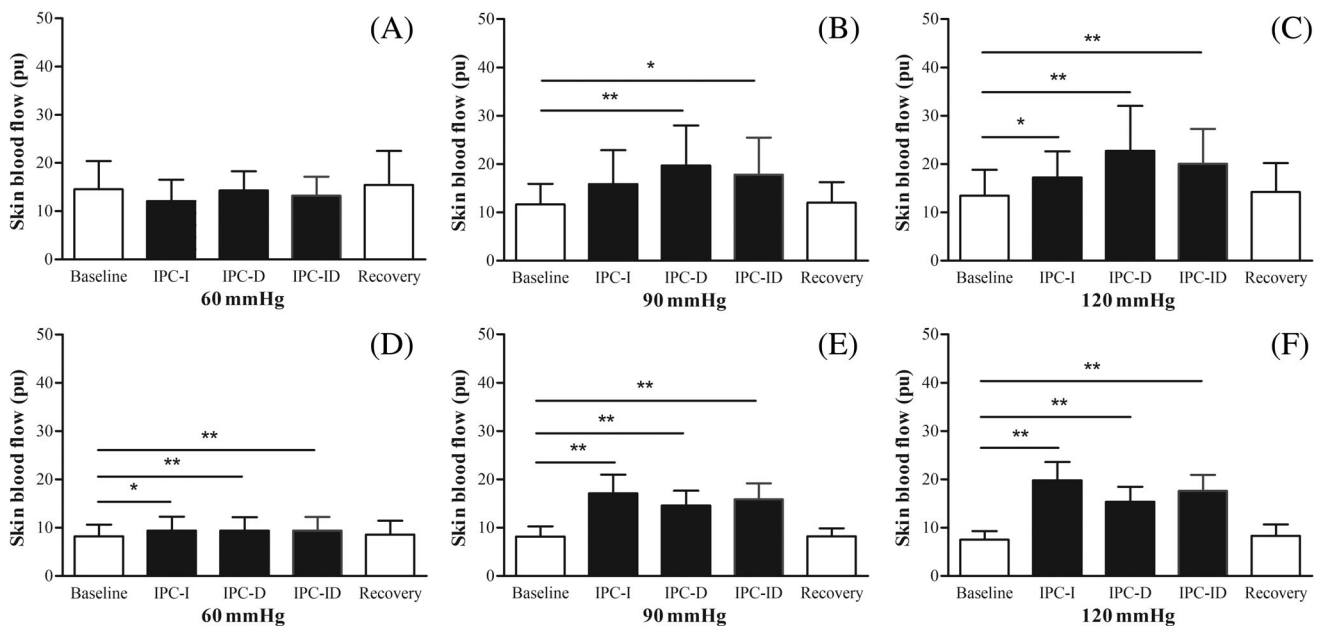 (A)
Skin blood flow (pu)
50
40
30
20
10
0
Baseline IPC-I IPC-D IPC-ID Recovery
60 mmHg
(B)
Skin blood flow (pu)
50
40
30
20
10
0
*
**
Baseline IPC-I IPC-D IPC-ID Recovery
90 mmHg
(C)
Skin blood flow (pu)
50
40
30
20
10
0
**
**
*
Baseline IPC-I IPC-D IPC-ID Recovery
120 mmHg
(D)
Skin blood flow (pu)
50
40
30
20
10
0
**
**
*
Baseline IPC-I IPC-D IPC-ID Recovery
60 mmHg
(E)
Skin blood flow (pu)
50
40
30
20
10
0
**
**
**
Baseline IPC-I IPC-D IPC-ID Recovery
90 mmHg
(F)
Skin blood flow (pu)
50
40
30
20
10
0
**
**
**
Baseline IPC-I IPC-D IPC-ID Recovery
120 mmHg